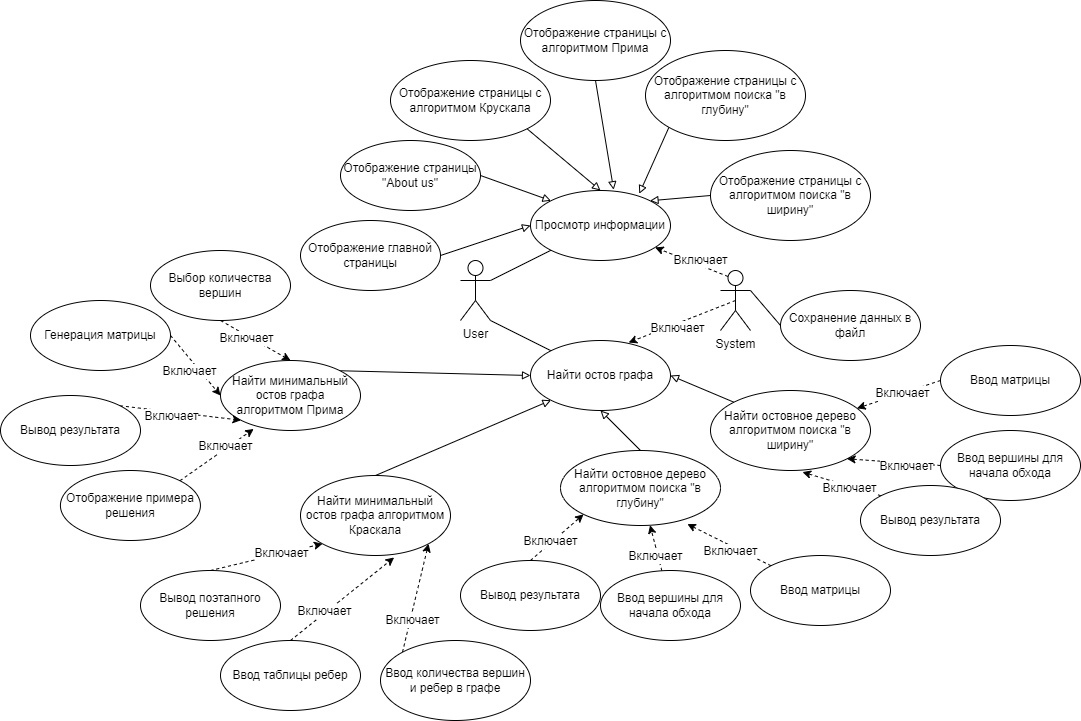 Отображение страницы с
алгоритмом Прима
Отображение страницы с
алгоритмом поиска "в
глубину"
Отображение страницы с
алгоритмом Крускала
Отображение страницы
"About us"
Отображение страницы с
алгоритмом поиска "в
ширину"
Просмотр информации
Отображение главной
страницы
Включает
User
System
Сохранение данных в
файл
Включает
Выбор количества
вершин
Включает
Генерация матрицы
Включает
Найти минимальный
остов графа
алгоритмом Прима
Найти остов графа
Вывод результата
Включает
Отображение примера
решения
Включает
Найти остовное дерево
алгоритмом поиска "в
ширину"
Ввод матрицы
Включает
Ввод вершины для
начала обхода
Включает
Вывод результата
Включает
Найти минимальный
остов графа алгоритмом
Краскала
Найти остовное дерево
алгоритмом поиска "в
глубину"
Включает
Включает
Включает
Вывод поэтапного
решения
Включает
Ввод таблицы ребер
Включает
Ввод количества вершин
и ребер в графе
Включает
Вывод результата
Ввод вершины для
начала обхода
Ввод матрицы